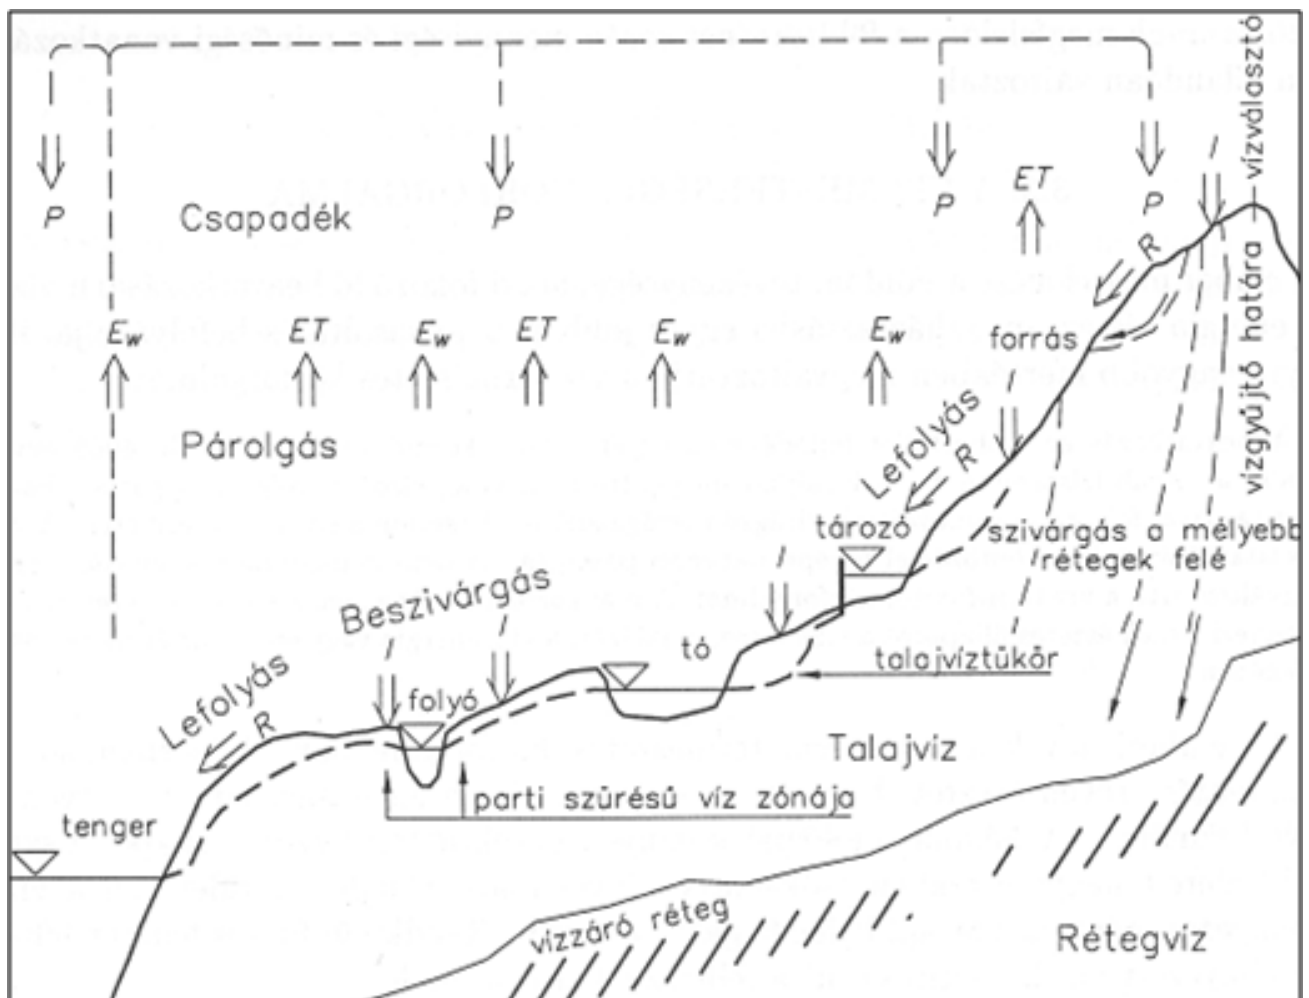 P
P
P
P
Csapadék
ET
R
vízválasztó
vízgyűjtő határa
Ew
ET
Ew
ET
Ew
Ew
forrás
Párolgás
Lefolyás
R
tározó
szivárgás a mélyebb
rétegek felé
Beszivárgás
tó
talajvíztükör
Lefolyás
R
folyó
Talajvíz
parti szűrésű víz zónája
tenger
vízzáró réteg
Rétegvíz